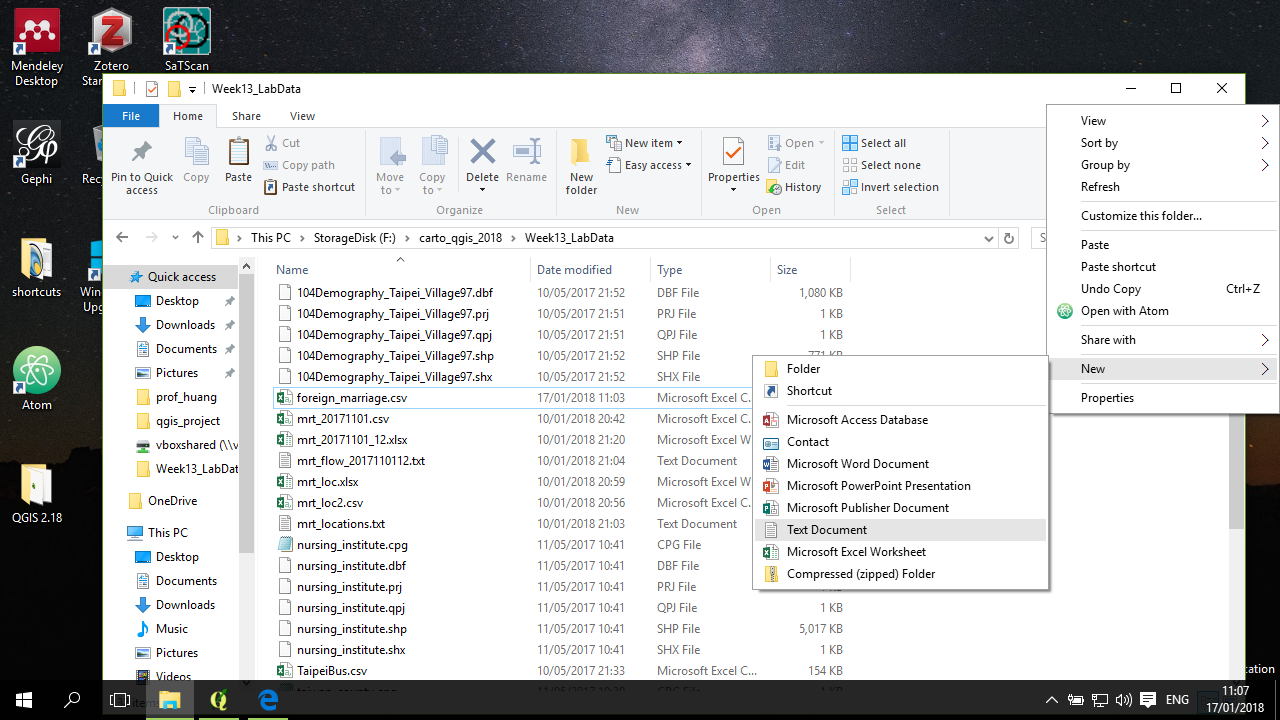 Mendeley Desktop
Zotero Star
SaTScan
Gephi
Recyc
shortcuts
Wind
Upg
Atom
QGIS 2.18
Week13_LabData
File Home Share View
Pin to Quick access
Copy
Paste
Cut
Copy path
Paste shortcut
Clipboard
Move to
Copy to
Delete
Rename
Organize
New folder
New item
Easy access
New
Properties
Open
Edit
History
Open
Select all
Select none
Invert selection
Select
This PC StorageDisk (F:) carto_qgis_2018 Week13_LabData
S
Quick access
Desktop
Downloads
Documents
Pictures
prof_huang
qgis_project
vboxshared (\\v
Week13_LabDat
OneDrive
This PC
Desktop
Documents
Downloads
Music
Pictures
Videos
Name Date modified Type Size
104Demography_Taipei_Village97.dbf 10/05/2017 21:52 DBF File 1,080 KB
104Demography_Taipei_Village97.prj 10/05/2017 21:51 PRJ File 1 KB
104Demography_Taipei_Village97.qpj 10/05/2017 21:51 QPJ File 1 KB
104Demography_Taipei_Village97.shp 10/05/2017 21:52 SHP File 771 KB
104Demography_Taipei_Village97.shx 10/05/2017 21:52 SHX File
foreign_marriage.csv 17/01/2018 11:03 Microsoft Excel C...
mrt_20171101.csv 10/01/2018 20:42 Microsoft Excel C...
mrt_20171101_12.xlsx 10/01/2018 21:20 Microsoft Excel W
mrt_flow_2017110112.txt 10/01/2018 21:04 Text Document
mrt_loc.xlsx 10/01/2018 20:59 Microsoft Excel W
mrt_loc2.csv 10/01/2018 20:56 Microsoft Excel C...
mrt_locations.txt 10/01/2018 21:03 Text Document
nursing_institute.cpg 11/05/2017 10:41 CPG File
nursing_institute.dbf 11/05/2017 10:41 DBF File
nursing_institute.prj 11/05/2017 10:41 PRJ File 1 KB
nursing_institute.qpj 11/05/2017 10:41 QPJ File 1 KB
nursing_institute.shp 11/05/2017 10:41 SHP File 5,017 KB
nursing_institute.shx 11/05/2017 10:41 SHX File 1 KB
TaipeiBus.csv 10/05/2017 21:33 Microsoft Excel C... 154 KB
View
Sort by
Group by
Refresh
Customize this folder...
Paste
Paste shortcut
Undo Copy Ctrl+Z
Open with Atom
Share with
New
Properties
Folder
Shortcut
Microsoft Access Database
Contact
Microsoft Word Document
Microsoft PowerPoint Presentation
Microsoft Publisher Document
Text Document
Microsoft Excel Worksheet
Compressed (zipped) Folder
cation
ENG
11:07
17/01/2018